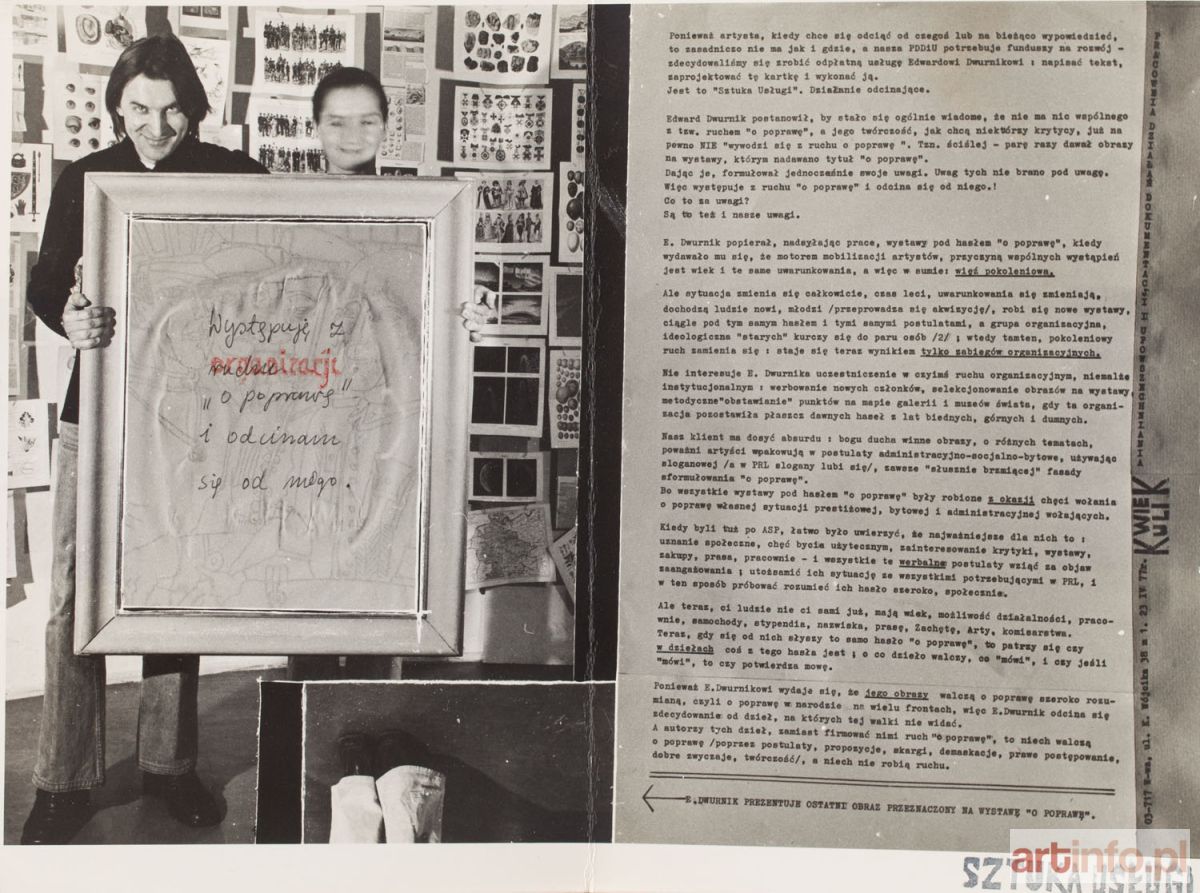 Występuję z
organizacji
ruchu
"o poprawę"
i odcinam
się od niego.
Ponieważ artysta, kiedy chce się odciąć od czegoś lub na bieżąco wypowiedzieć,
to zasadniczo nie ma jak i gdzie, a nasza PDDiU potrzebuje funduszy na rozwój -
zdecydowaliśmy się zrobić odpłatną usługę Edwardowi Dwurnikowi : napisać tekst,
zaprojektować tę kartkę i wykonać ją.
Jest to "Sztuka Usługi". Działanie odcinające.
Edward Dwurnik postanowił, by stało się ogólnie wiadome, że nie ma nic wspólnego
z tzw. ruchem "o poprawę", a jego twórczość, jak chcą niektórzy krytycy, już na
pewno NIE "wywodzi się z ruchu o poprawę ". Tzn. ściślej - parę razy dawał obrazy
na wystawy, którym nadawano tytuł "o poprawę".
Dając je, formułował jednocześnie swoje uwagi. Uwag tych nie brano pod uwagę.
Więc występuje z ruchu "o poprawę" i odcina się od niego.!
Co to za uwagi?
Są to też i nasze uwagi.
E. Dwurnik popierał, nadsyłając prace, wystawy pod hasłem "o poprawę", kiedy
wydawało mu się, że motorem mobilizacji artystów, przyczyną wspólnych wystąpień
jest wiek i te same uwarunkowania, a więc w sumie: więź pokoleniowa.
Ale sytuacja zmienia się całkowicie, czas leci, uwarunkowania się zmieniają,
dochodzą ludzie nowi, młodzi /przeprowadza się akwizycję/, robi się nowe wystawy,
ciągle pod tym samym hasłem i tymi samymi postulatami, a grupa organizacyjna,
ideologiczna "starych" kurczy się do paru osób /2/ ; wtedy tamten, pokoleniowy
ruch zamienia się : staje się teraz wynikiem tylko zabiegów organizacyjnych.
Nie interesuje E. Dwurnika uczestniczenie w czyimś ruchu organizacyjnym, niemalże
instytucjonalnym : werbowanie nowych członków, selekcjonowanie obrazów na wystawy,
metodyczne"obstawianie" punktów na mapie galerii i muzeów świata, gdy ta organi-
zacja pozostawiła płaszcz dawnych haseł z lat biednych, górnych i dumnych.
Nasz klient ma dosyć absurdu : bogu ducha winne obrazy, o różnych tematach,
poważni artyści wpakowują w postulaty administracyjno-socjalno-bytowe, używając
sloganowej /a w PRL slogany lubi się/, zawsze "słusznie brzmiącej" fasady
sformułowania "o poprawę".
Bo wszystkie wystawy pod hasłem "o poprawę" były robione z okazji chęci wołania
o poprawę własnej sytuacji prestiżowej, bytowej i administracyjnej wołających.
Kiedy byli tuż po ASP, łatwo było uwierzyć, że najważniejsze dla nich to :
uznanie społeczne, chęć bycia użytecznym, zainteresowanie krytyki, wystawy,
zakupy, prasa, pracownie - i wszystkie te werbalne postulaty wziąć za objaw
zaangażowania ; utożsamić ich sytuację ze wszystkimi potrzebującymi w PRL, i
w ten sposób próbować rozumieć ich hasło szeroko, społecznie.
Ale teraz, ci ludzie nie ci sami już, mają wiek, możliwość działalności, praco-
wnie, samochody, stypendia, nazwiska, prasę, Zachętę, Arty, komisarstwa.
Teraz, gdy się od nich słyszy to samo hasło "o poprawę", to patrzy się czy
w dziełach coś z tego hasła jest ; o co dzieło walczy, co "mówi", i czy jeśli
"mówi", to czy potwierdza mowę.
Ponieważ E.Dwurnikowi wydaje się, że jego obrazy walczą o poprawę szeroko rozu-
mianą, czyli o poprawę w narodzie na wielu frontach, więc E.Dwurnik odcina się
zdecydowanie od dzieł, na których tej walki nie widać.
A autorzy tych dzieł, zamiast firmować nimi ruch "o poprawę", to niech walczą
o poprawę /poprzez postulaty, propozycje, skargi, demaskacje, prawe postępowanie,
dobre zwyczaje, twórczość/, a niech nie robią ruchu.
E.DWURNIK PREZENTUJE OSTATNI OBRAZ PRZEZNACZONY NA WYSTAWĘ "O POPRAWĘ".
PRACOWNIA DZIAŁAŃ DOKUMENTACJI I UPOWSZECHNIANIA
KWIE
KULIK
03-717 W-wa, ul. K. Wójcika 38 m 1. 23 IV 77r.
SZTUKA USŁUGI
artinfo.pl